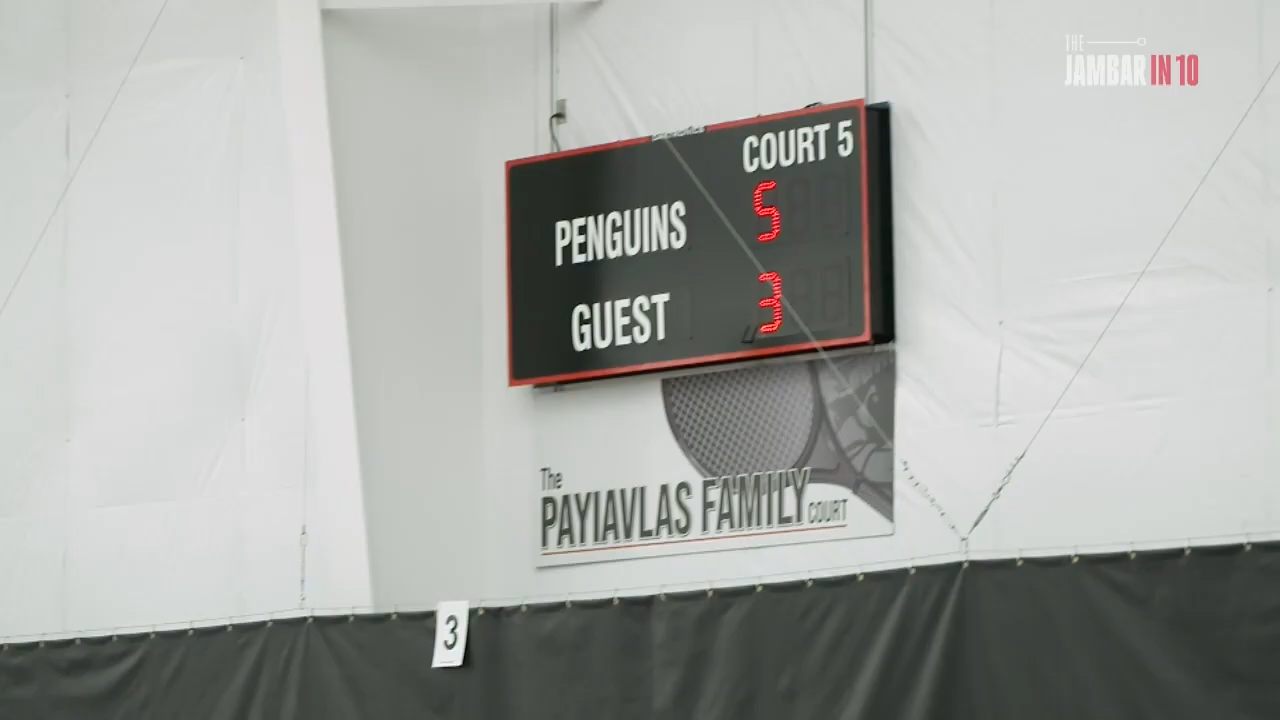 THE
JAMBAR IN 10
COURT 5
PENGUINS 5
GUEST 3
The
PAYIAVLAS FAMILY COURT
3